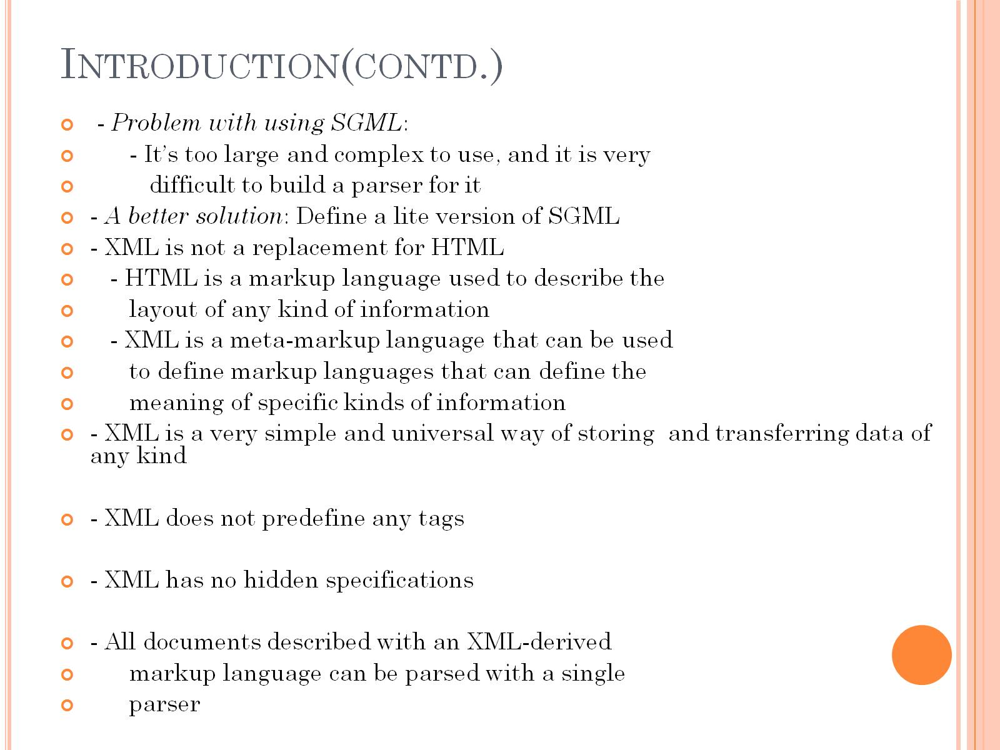 INTRODUCTION(CONTD.)
- Problem with using SGML:
- It’s too large and complex to use, and it is very
difficult to build a parser for it
- A better solution: Define a lite version of SGML
- XML is not a replacement for HTML
- HTML is a markup language used to describe the
layout of any kind of information
- XML is a meta-markup language that can be used
to define markup languages that can define the
meaning of specific kinds of information
- XML is a very simple and universal way of storing  and transferring data of
any kind
- XML does not predefine any tags
- XML has no hidden specifications
- All documents described with an XML-derived
markup language can be parsed with a single
parser